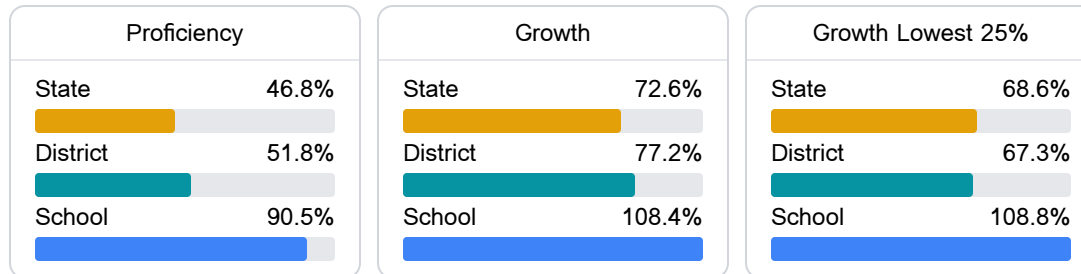 Proficiency
State 46.8%
District 51.8%
School 90.5%
Growth
State 72.6%
District 77.2%
School 108.4%
Growth Lowest 25%
State 68.6%
District 67.3%
School 108.8%